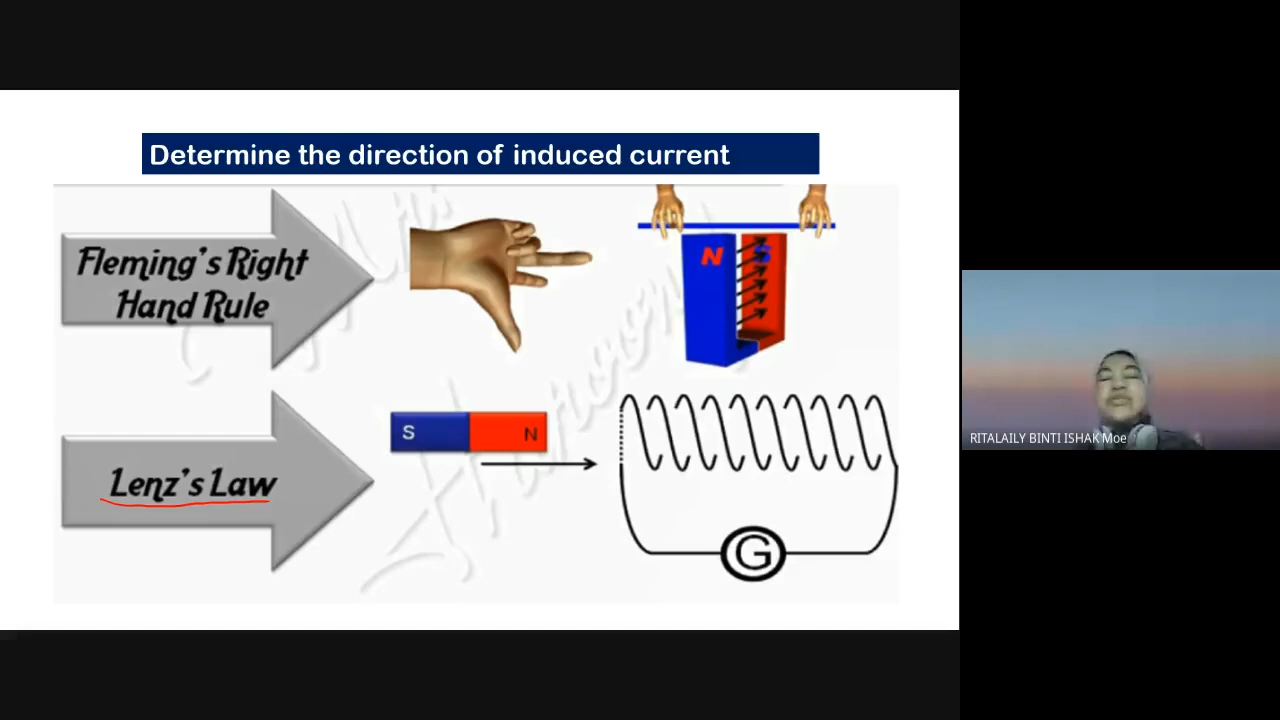 Determine the direction of induced current
Fleming's Right
Hand Rule
N
S
S
N
Lenz's Law
G
RITALAILY BINTI ISHAK Moe